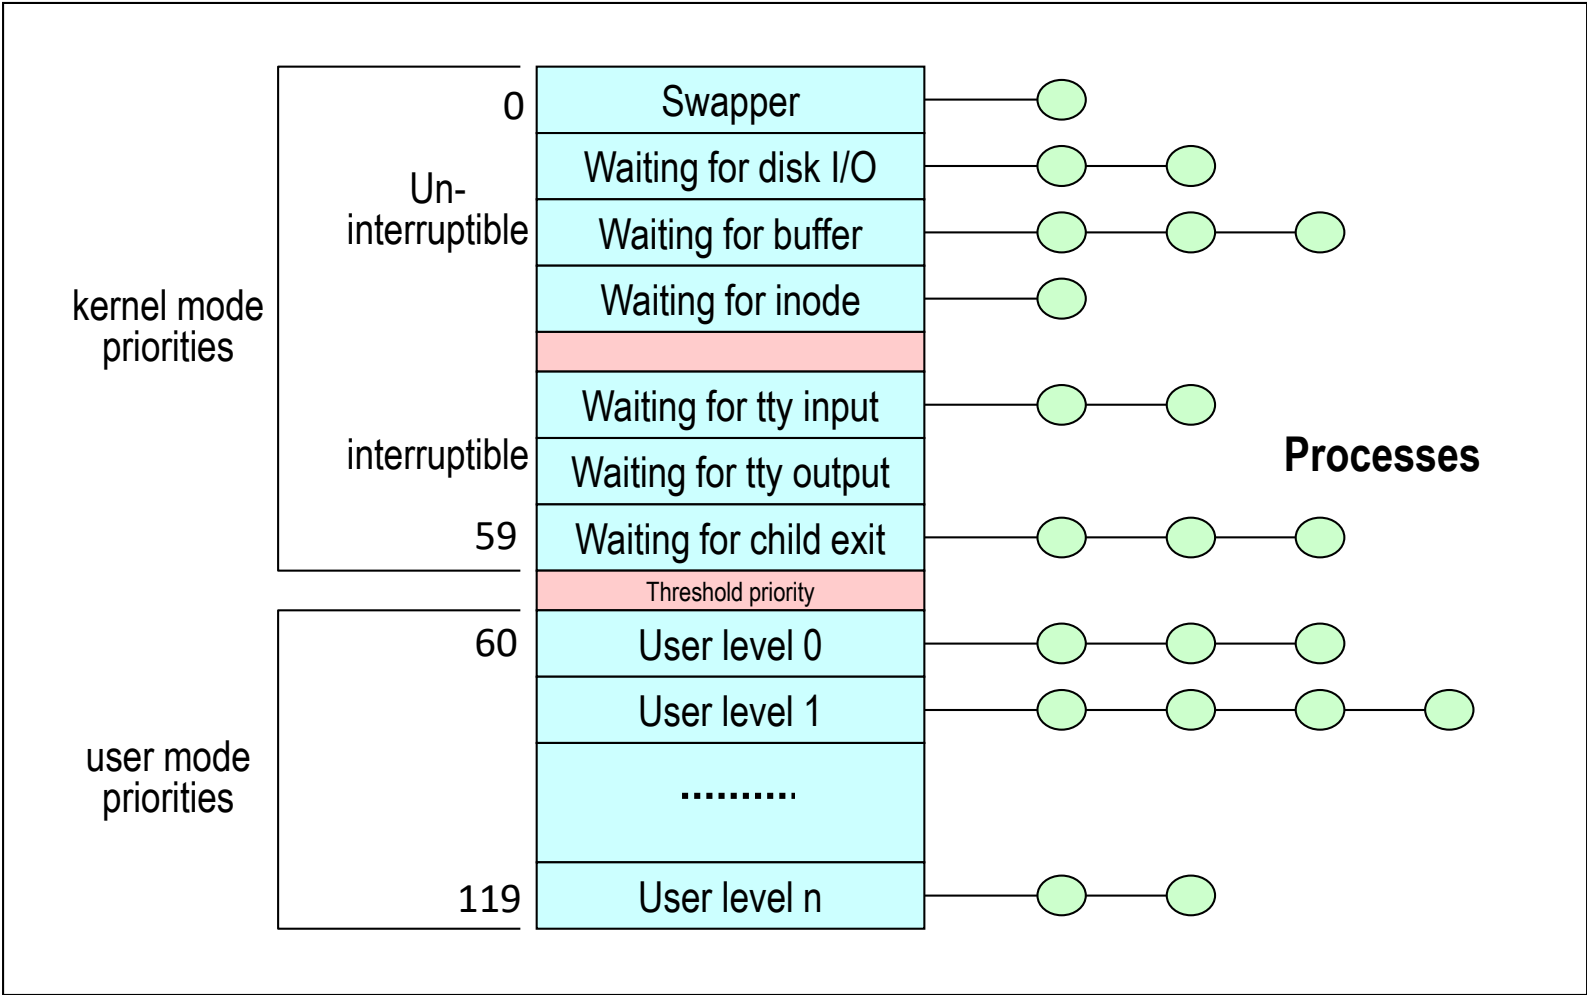 0
Swapper
Waiting for disk I/O
Un-
interruptible
Waiting for buffer
kernel mode
priorities
Waiting for inode
Waiting for tty input
interruptible
Waiting for tty output
Processes
59
Waiting for child exit
Threshold priority
60
User level 0
User level 1
user mode
priorities
..........
119
User level n